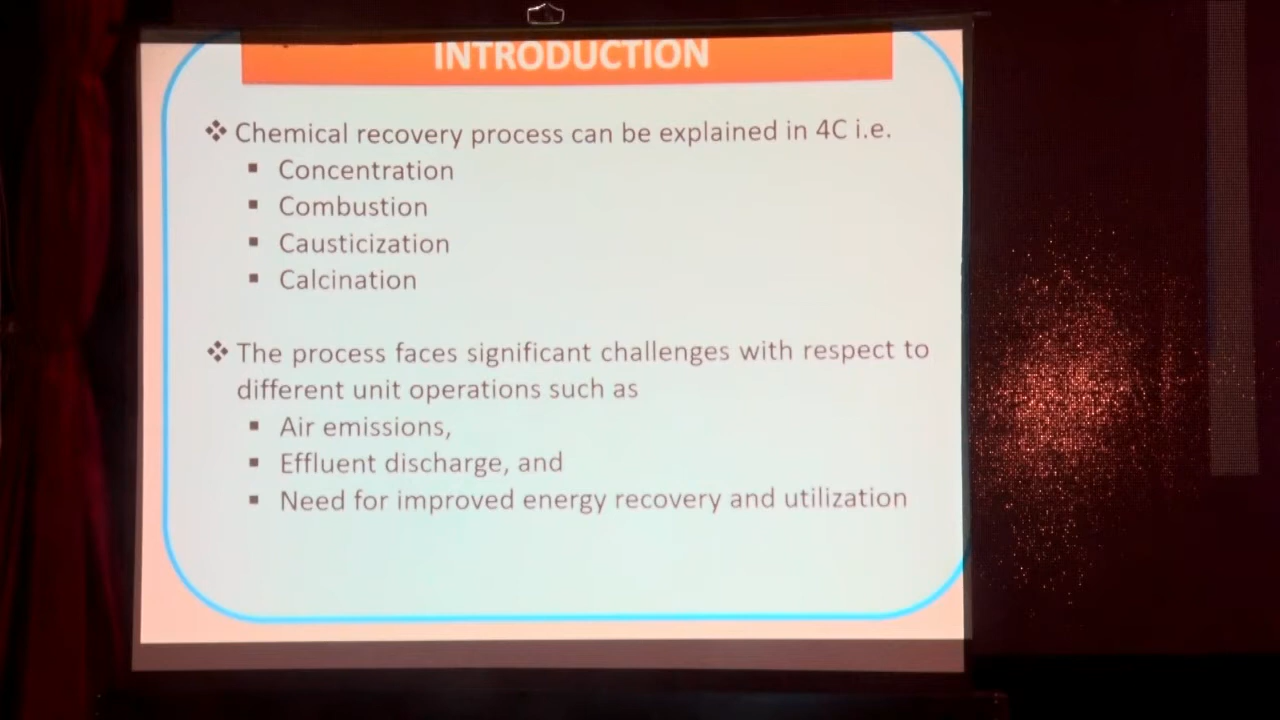 INTRODUCTION
❖ Chemical recovery process can be explained in 4C i.e.
▪ Concentration
▪ Combustion
▪ Causticization
▪ Calcination
❖ The process faces significant challenges with respect to
different unit operations such as
▪ Air emissions,
▪ Effluent discharge, and
▪ Need for improved energy recovery and utilization